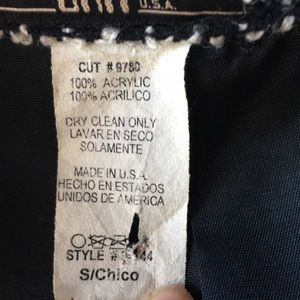 U.S.A.
CUT # 9780
100% ACRYLIC
100% ACRILICO
DRY CLEAN ONLY
LAVAR EN SECO
SOLAMENTE
MADE IN U.S.A.
HECHO EN ESTADOS
UNIDOS DE AMERICA
STYLE #
S/Chico